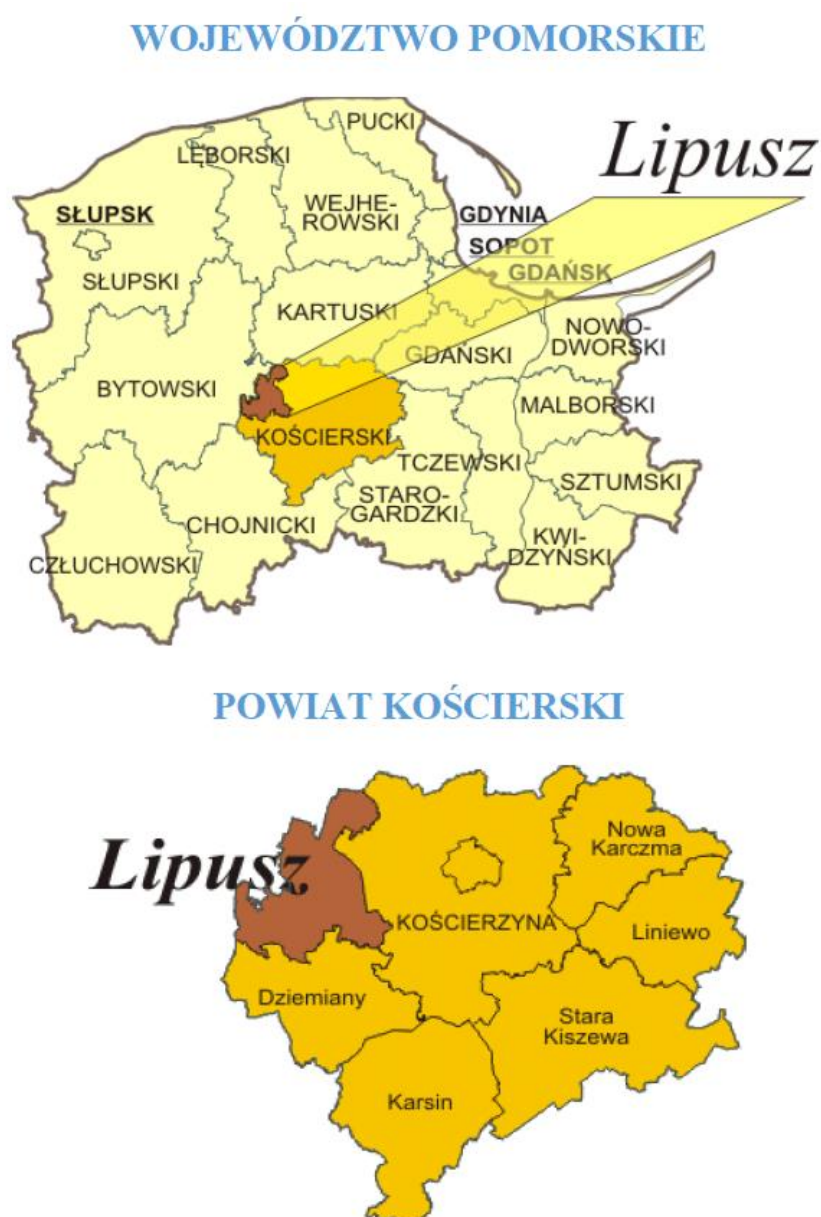 WOJEWÓDZTWO POMORSKIE
PUCKI
Lipusz
LĘBORSKI
WEJHE-
ROWSKI
SŁUPSK
GDYNIA
SOPOT
GDAŃSK
SŁUPSKI
KARTUSKI
NOWO-
DWORSKI
GDAŃSKI
BYTOWSKI
MALBORSKI
KOŚCIERSKI
TCZEWSKI
SZTUMSKI
STARO-
GARDZKI
CHOJNICKI
KWI-
DZYŃSKI
CZŁUCHOWSKI
POWIAT KOŚCIERSKI
Nowa
Karczma
Lipusz
KOŚCIERZYNA
Liniewo
Dziemiany
Stara
Kiszewa
Karsin